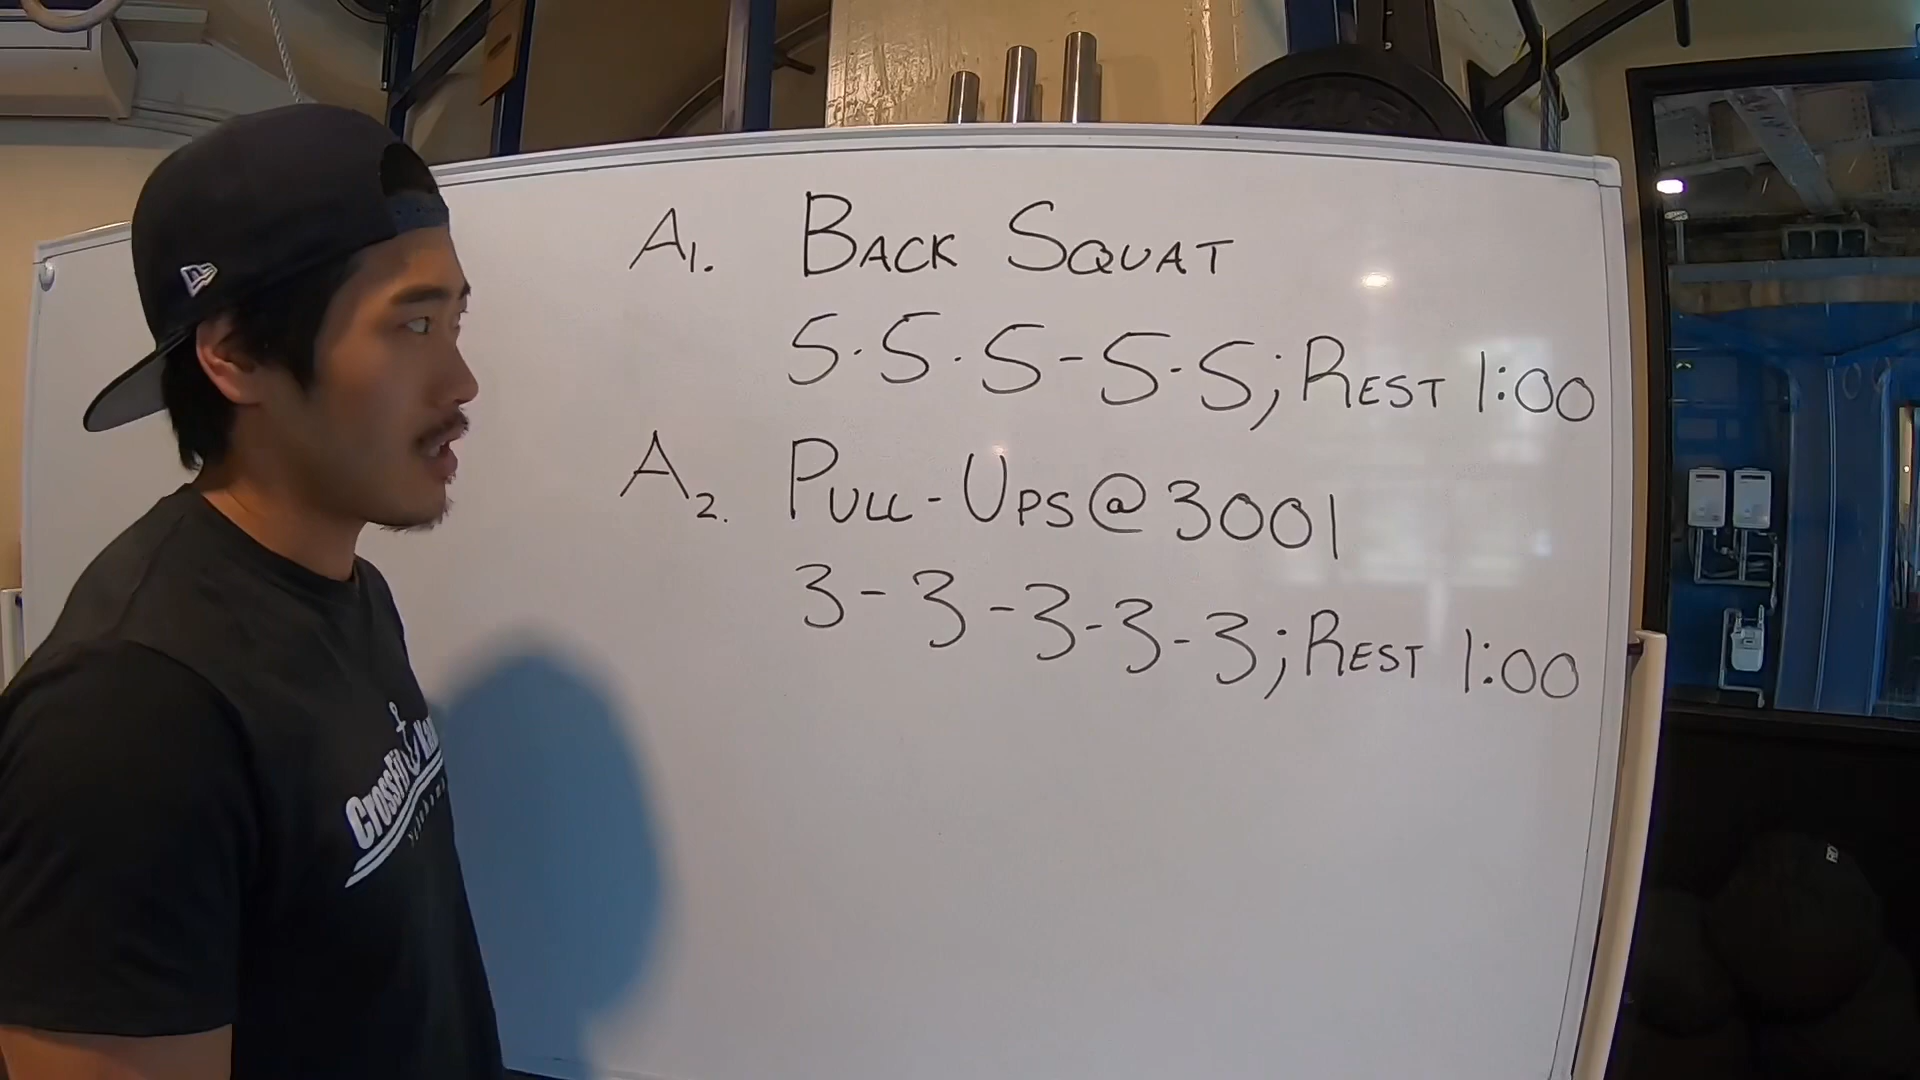 A1. BACK SQUAT
5·5·5-5·5; REST 1:00
A2. PULL-UPS @ 3001
3-3-3-3-3; REST 1:00
CROSSFIT